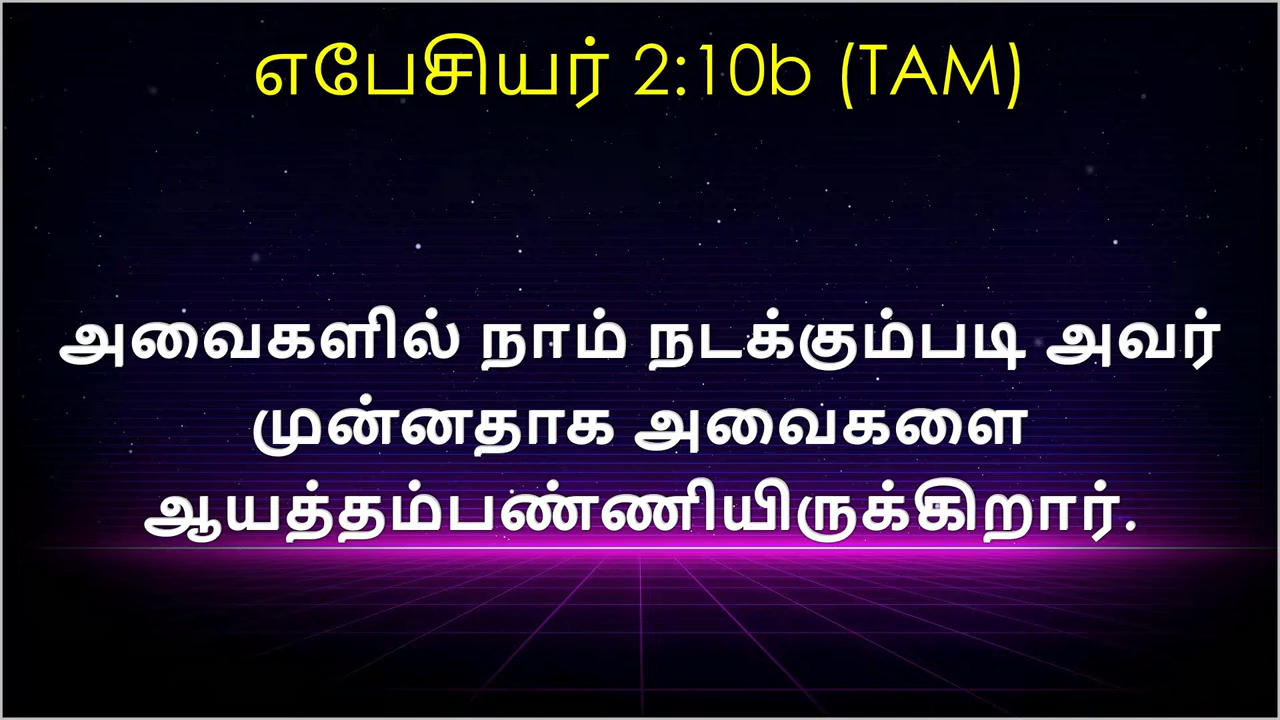 எபேசியர் 2:10b (TAM)
அவைகளில் நாம் நடக்கும்படி அவர்
முன்னதாக அவைகளை
ஆயத்தம்பண்ணியிருக்கிறார்.